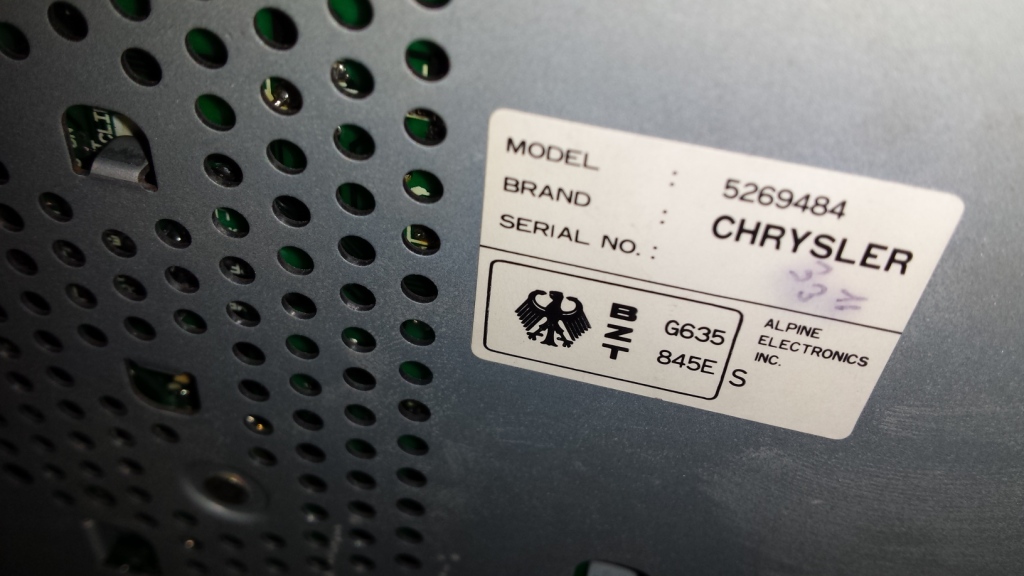 MODEL : 5269484
BRAND : CHRYSLER
SERIAL NO. :
BZT
G635
845E
S
ALPINE
ELECTRONICS
INC.